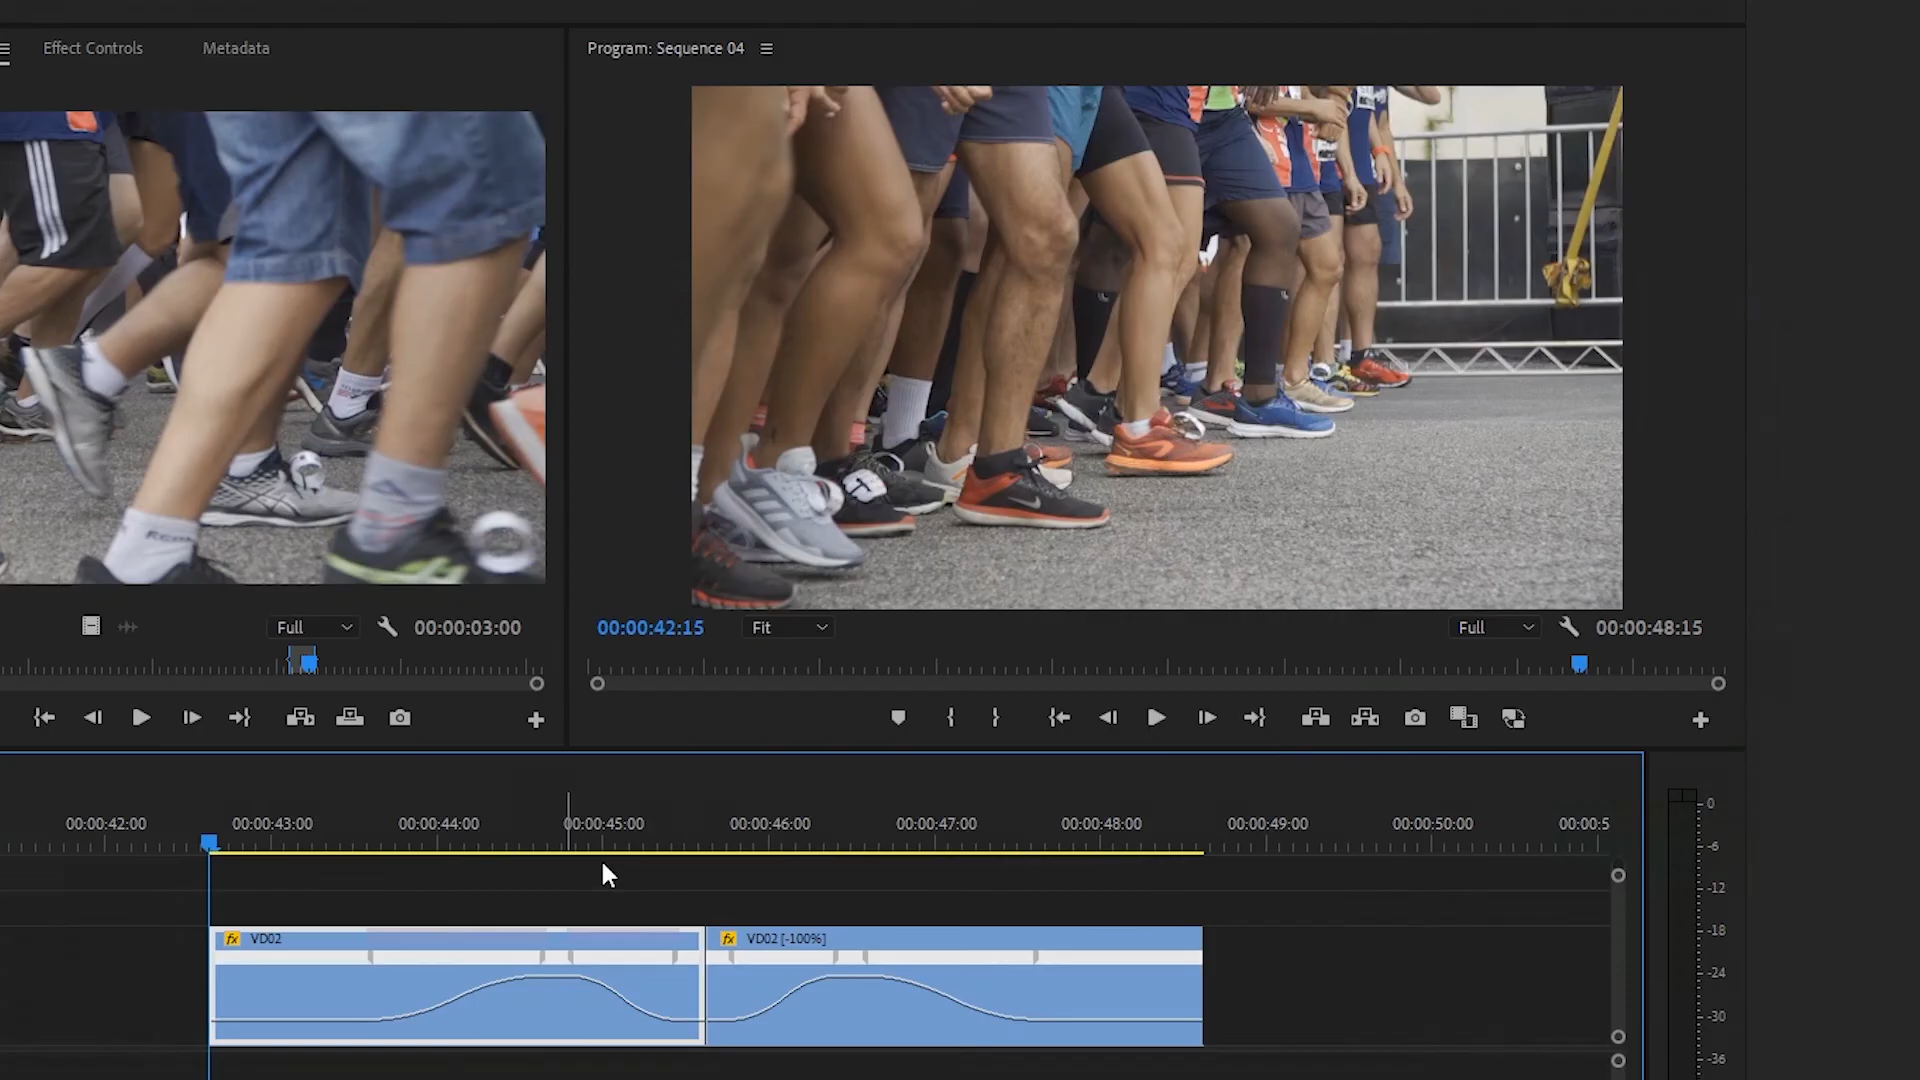 Effect Controls
Metadata
Program: Sequence 04
Full
00:00:03:00
00:00:42:15
Fit
Full
00:00:48:15
00:00:42:00
00:00:43:00
00:00:44:00
00:00:45:00
00:00:46:00
00:00:47:00
00:00:48:00
00:00:49:00
00:00:50:00
00:00:5
fx VD02
fx VD02 [-100%]
0
-6
-12
-18
-24
-30
-36